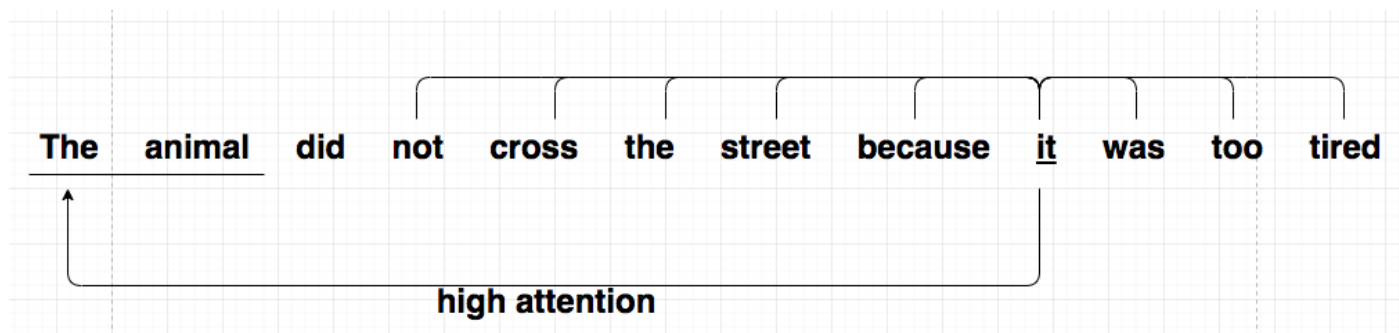 The animal did not cross the street because it was too tired
high attention